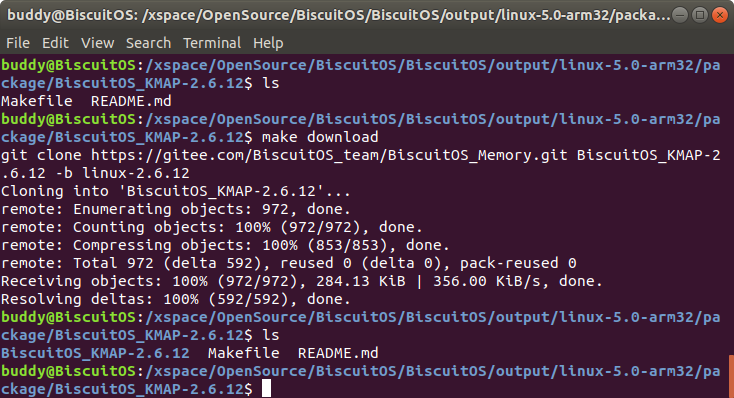 buddy@BiscuitOS: /xspace/OpenSource/BiscuitOS/BiscuitOS/output/linux-5.0-arm32/packa...
File Edit View Search Terminal Help
buddy@BiscuitOS:/xspace/OpenSource/BiscuitOS/BiscuitOS/output/linux-5.0-arm32/pa
ckage/BiscuitOS_KMAP-2.6.12$ ls
Makefile  README.md
buddy@BiscuitOS:/xspace/OpenSource/BiscuitOS/BiscuitOS/output/linux-5.0-arm32/pa
ckage/BiscuitOS_KMAP-2.6.12$ make download
git clone https://gitee.com/BiscuitOS_team/BiscuitOS_Memory.git BiscuitOS_KMAP-2
.6.12 -b linux-2.6.12
Cloning into 'BiscuitOS_KMAP-2.6.12'...
remote: Enumerating objects: 972, done.
remote: Counting objects: 100% (972/972), done.
remote: Compressing objects: 100% (853/853), done.
remote: Total 972 (delta 592), reused 0 (delta 0), pack-reused 0
Receiving objects: 100% (972/972), 284.13 KiB | 356.00 KiB/s, done.
Resolving deltas: 100% (592/592), done.
buddy@BiscuitOS:/xspace/OpenSource/BiscuitOS/BiscuitOS/output/linux-5.0-arm32/pa
ckage/BiscuitOS_KMAP-2.6.12$ ls
BiscuitOS_KMAP-2.6.12  Makefile  README.md
buddy@BiscuitOS:/xspace/OpenSource/BiscuitOS/BiscuitOS/output/linux-5.0-arm32/pa
ckage/BiscuitOS_KMAP-2.6.12$